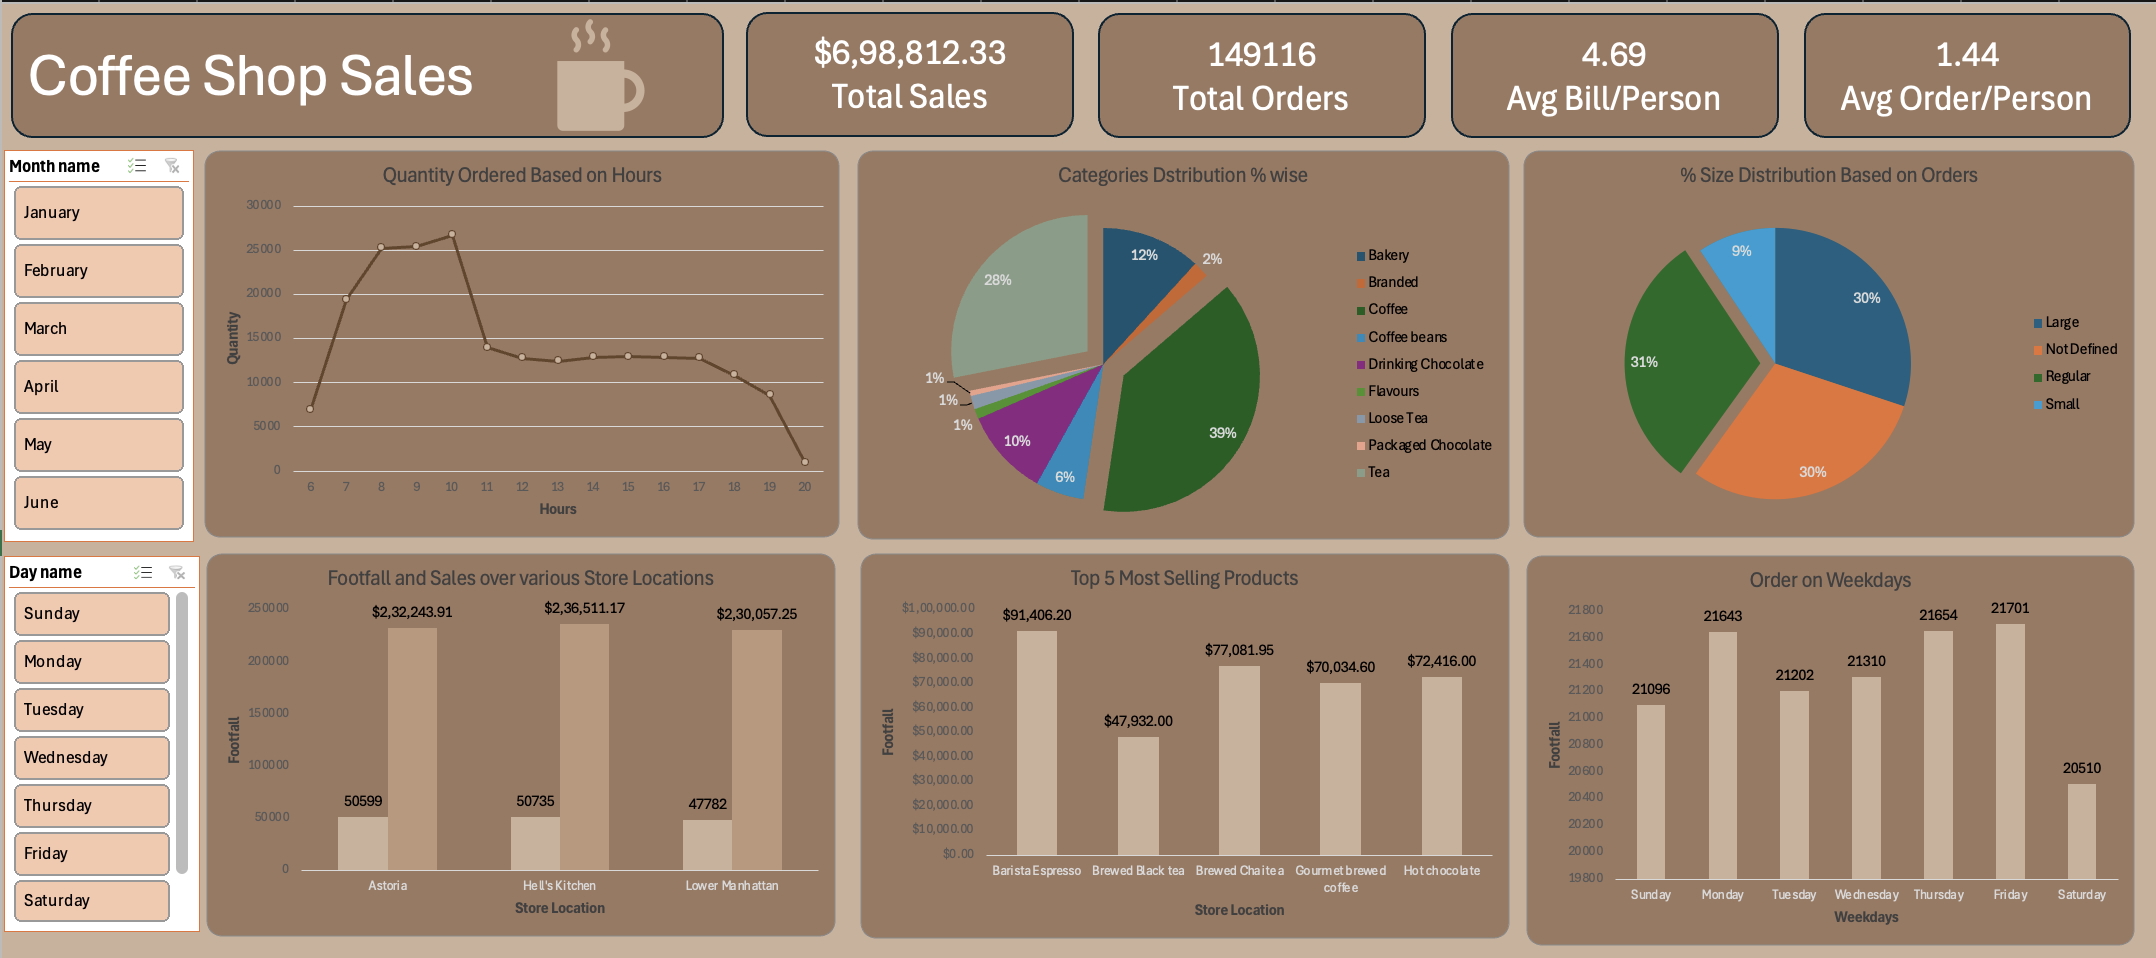 Coffee Shop Sales
$6,98,812.33
Total Sales
149116
Total Orders
4.69
Avg Bill/Person
1.44
Avg Order/Person
Month name
January
February
March
April
May
June
Quantity Ordered Based on Hours
30000
25000
20000
15000
10000
5000
0
Quantity
6 7 8 9 10 11 12 13 14 15 16 17 18 19 20
Hours
Categories Dstribution % wise
12%
2%
39%
6%
10%
1%
1%
1%
28%
Bakery
Branded
Coffee
Coffee beans
Drinking Chocolate
Flavours
Loose Tea
Packaged Chocolate
Tea
% Size Distribution Based on Orders
30%
30%
31%
9%
Large
Not Defined
Regular
Small
Day name
Sunday
Monday
Tuesday
Wednesday
Thursday
Friday
Saturday
Footfall and Sales over various Store Locations
250000
200000
150000
100000
50000
0
Footfall
$2,32,243.91
$2,36,511.17
$2,30,057.25
50599
50735
47782
Astoria
Hell's Kitchen
Lower Manhattan
Store Location
Top 5 Most Selling Products
$1,00,000.00
$90,000.00
$80,000.00
$70,000.00
$60,000.00
$50,000.00
$40,000.00
$30,000.00
$20,000.00
$10,000.00
$0.00
Footfall
$91,406.20
$47,932.00
$77,081.95
$70,034.60
$72,416.00
Barista Espresso
Brewed Black tea
Brewed Chai tea
Gourmet brewed
coffee
Hot chocolate
Store Location
Order on Weekdays
21800
21600
21400
21200
21000
20800
20600
20400
20200
20000
19800
Footfall
21096
21643
21202
21310
21654
21701
20510
Sunday
Monday
Tuesday
Wednesday
Thursday
Friday
Saturday
Weekdays